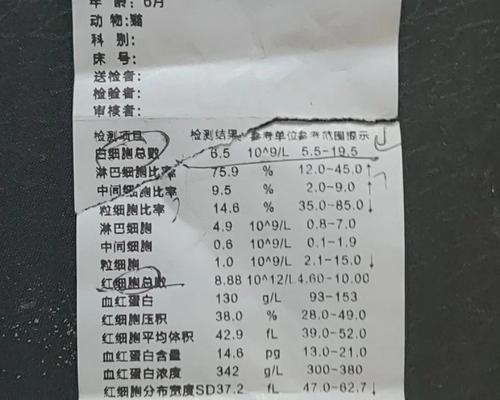 年 龄: 6月
动 物: 猫
科 别:
床 号:
送检者:
检验者:
审核者:
检测项目 检测结果 参考单位 参考范围 提示
白细胞总数 6.5 10^9/L 5.5-19.5
淋巴细胞比率 75.9 % 12.0-45.0 ↑
中间细胞比率 9.5 % 2.0-9.0 ↑
粒细胞比率 14.6 % 35.0-85.0 ↓
淋巴细胞 4.9 10^9/L 0.8-7.0
中间细胞 0.6 10^9/L 0.1-1.9
粒细胞 1.0 10^9/L 2.1-15.0 ↓
红细胞总数 8.88 10^12/L 4.60-10.00
血红蛋白 130 g/L 93-153
红细胞压积 38.0 % 28.0-49.0
红细胞平均体积 42.9 fL 39.0-52.0
血红蛋白含量 14.6 pg 13.0-21.0
血红蛋白浓度 342 g/L 300-380
红细胞分布宽度SD 37.2 fL 47.0-62.7 ↓